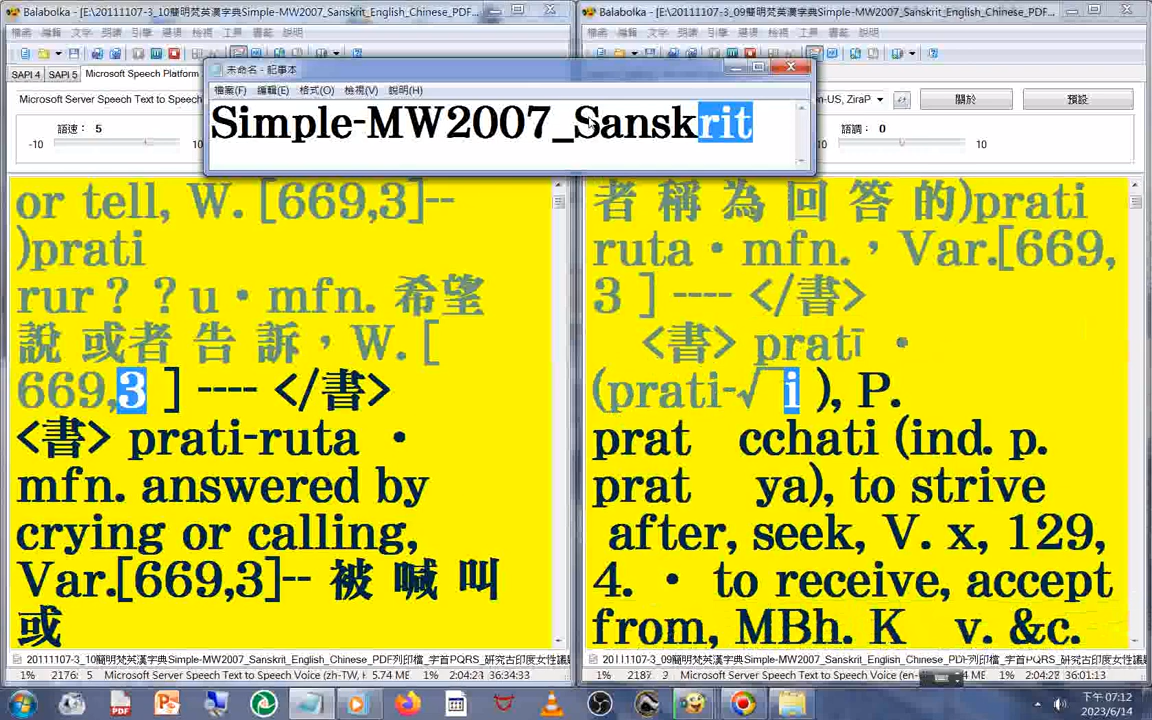 Balabolka - [E:\20111107-3_10簡明梵英漢字典Simple-MW2007_Sanskrit_English_Chinese_PDF...
Balabolka - [E:\20111107-3_09簡明梵英漢字典Simple-MW2007_Sanskrit_English_Chinese_PDF...
SAPI 4 SAPI 5 Microsoft Speech Platform
Microsoft Server Speech Text to Speech
en-US, ZiraP
關於
預設
語速： 5
-10
10
語調： 0
10
未命名 - 記事本
檔案(F) 編輯(E) 格式(O) 檢視(V) 說明(H)
Simple-MW2007_Sanskrit
or tell, W. [669,3]--
)prati
rur？？u‧mfn. 希望
說 或者 告 訴，W. [
669,3 ] ---- </書>
<書> prati-ruta ‧
mfn. answered by
crying or calling,
Var.[669,3]-- 被 喊 叫
或
者 稱 為 回 答 的)prati
ruta‧mfn.，Var.[669,
3 ] ---- </書>
<書> pratī ‧
(prati-√ i ), P.
prat cchati (ind. p.
prat ya), to strive
after, seek, V. x, 129,
4. ‧ to receive, accept
from, MBh. K v. &c.
20111107-3_10簡明梵英漢字典Simple-MW2007_Sanskrit_English_Chinese_PDF列印檔_字首PQRS_研究古印度女性議
20111107-3_09簡明梵英漢字典Simple-MW2007_Sanskrit_English_Chinese_PDF列印檔_字首PQRS_研究古印度女性議
1% 2176: 5 Microsoft Server Speech Text to Speech Voice (zh-TW, H 5.74 ME 1% 2:04:2 36:34:33
1% 2187 3 Microsoft Server Speech Text to Speech Voice 5.74 MB 1% 2:04:2 36:01:13
下午 07:12
2023/6/14